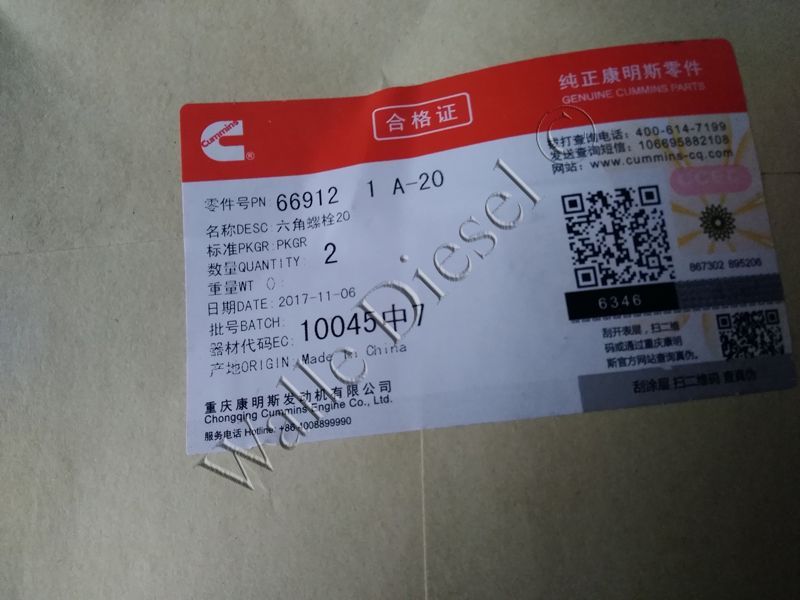 纯正康明斯零件
GENUINE CUMMINS PARTS
合格证
Cummins
®
拨打查询电话: 400-614-7199
发送查询短信: 106695882108
网站: www.cummins-cq.com
零件号PN 66912 1 A-20
名称DESC: 六角螺栓20
标准PKGR: PKGR
数量QUANTITY: 2
重量WT 0:
日期DATE: 2017-11-06
批号BATCH:
器材代码EC: 10045中7
产地ORIGIN: Made in China
CCEC
867302 895206
6346
刮开表层,扫二维
码或通过重庆康明
斯官方网站查询真伪。
刮涂层 扫二维码 查真伪
重庆康明斯发动机有限公司
Chongqing Cummins Engine Co., Ltd.
服务电话 Hotline: +86-1008899990
Walle Diesel